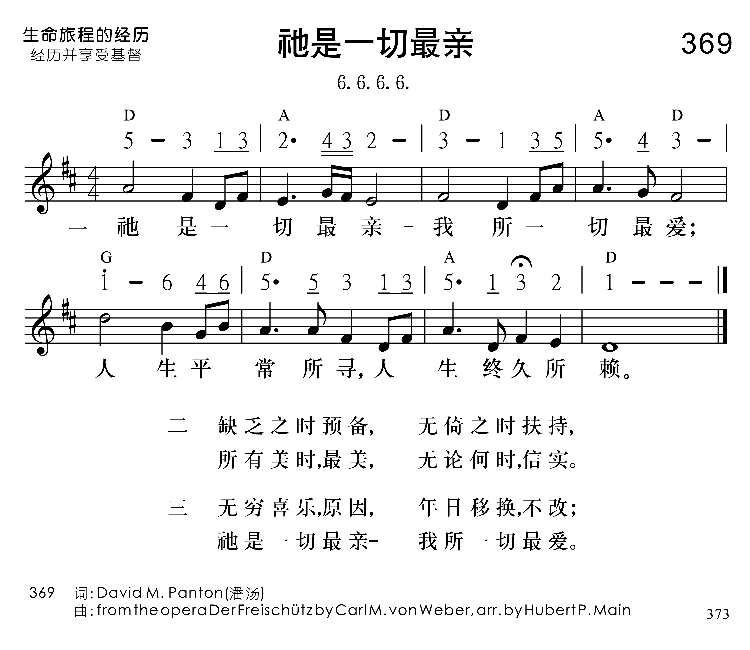 生命旅程的经历
经历并享受基督
祂是一切最亲
369
6. 6. 6. 6.
D A D A D
5 - 3 1 3 | 2· 4 3 2 - | 3 - 1 3 5 | 5· 4 3 - |
4
4
一 祂 是 一 切 最 亲 - 我 所 一 切 最 爱；
G D A D
1 - 6 4 6 | 5· 5 3 1 3 | 5· 1 3 2 | 1 - - - ‖
人 生 平 常 所 寻，人 生 终 久 所 赖。
二 缺乏之时预备， 无倚之时扶持，
所有美时，最美， 无论何时，信实。
三 无穷喜乐，原因， 年日移换，不改；
祂是一切最亲- 我所一切最爱。
369 词：David M. Panton(潘汤)
曲：from the opera Der Freischütz by Carl M. von Weber, arr. by Hubert P. Main
373